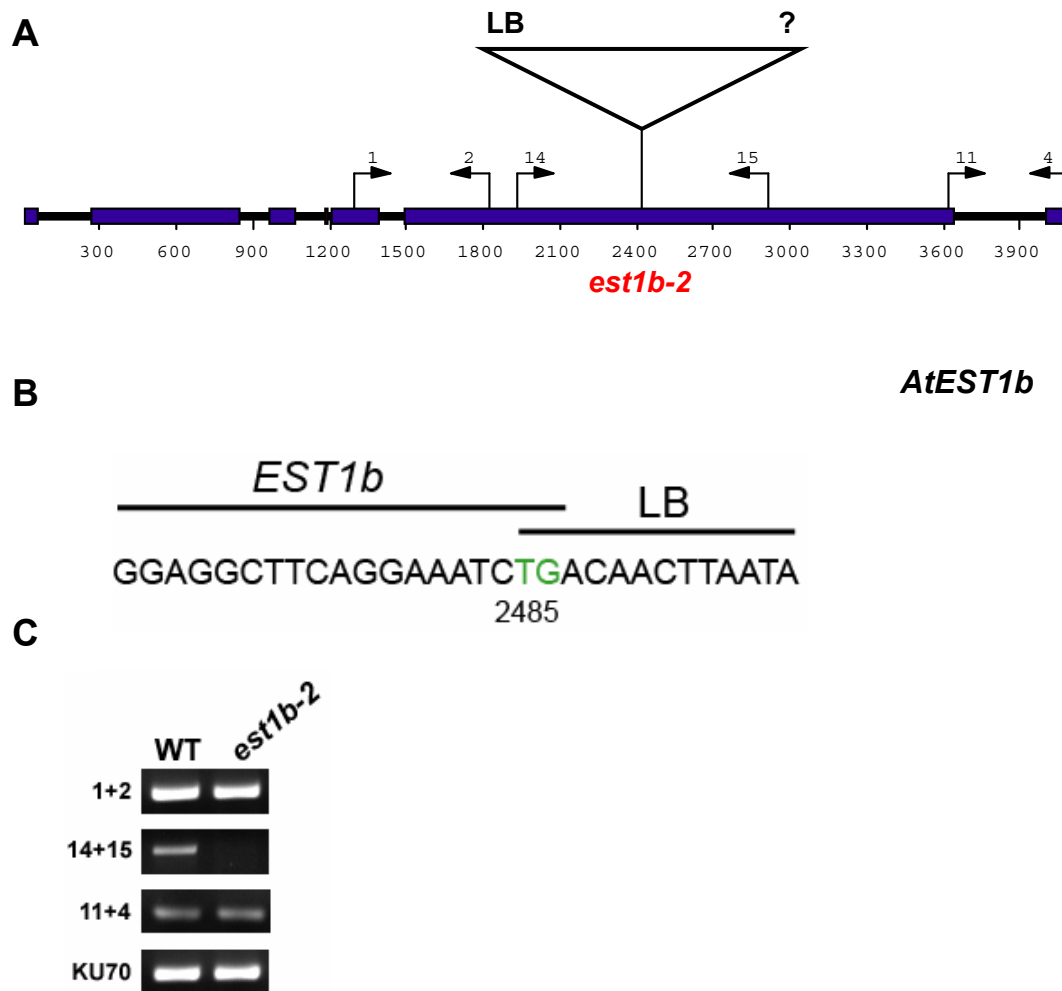 A
LB ?
1 2 14 15 11 4
300 600 900 1200 1500 1800 2100 2400 2700 3000 3300 3600 3900
est1b-2
AtEST1b
B
EST1b
LB
GGAGGCTTCAGGAAATCTGACAACTTAATA
2485
C
WT est1b-2
1+2
14+15
11+4
KU70